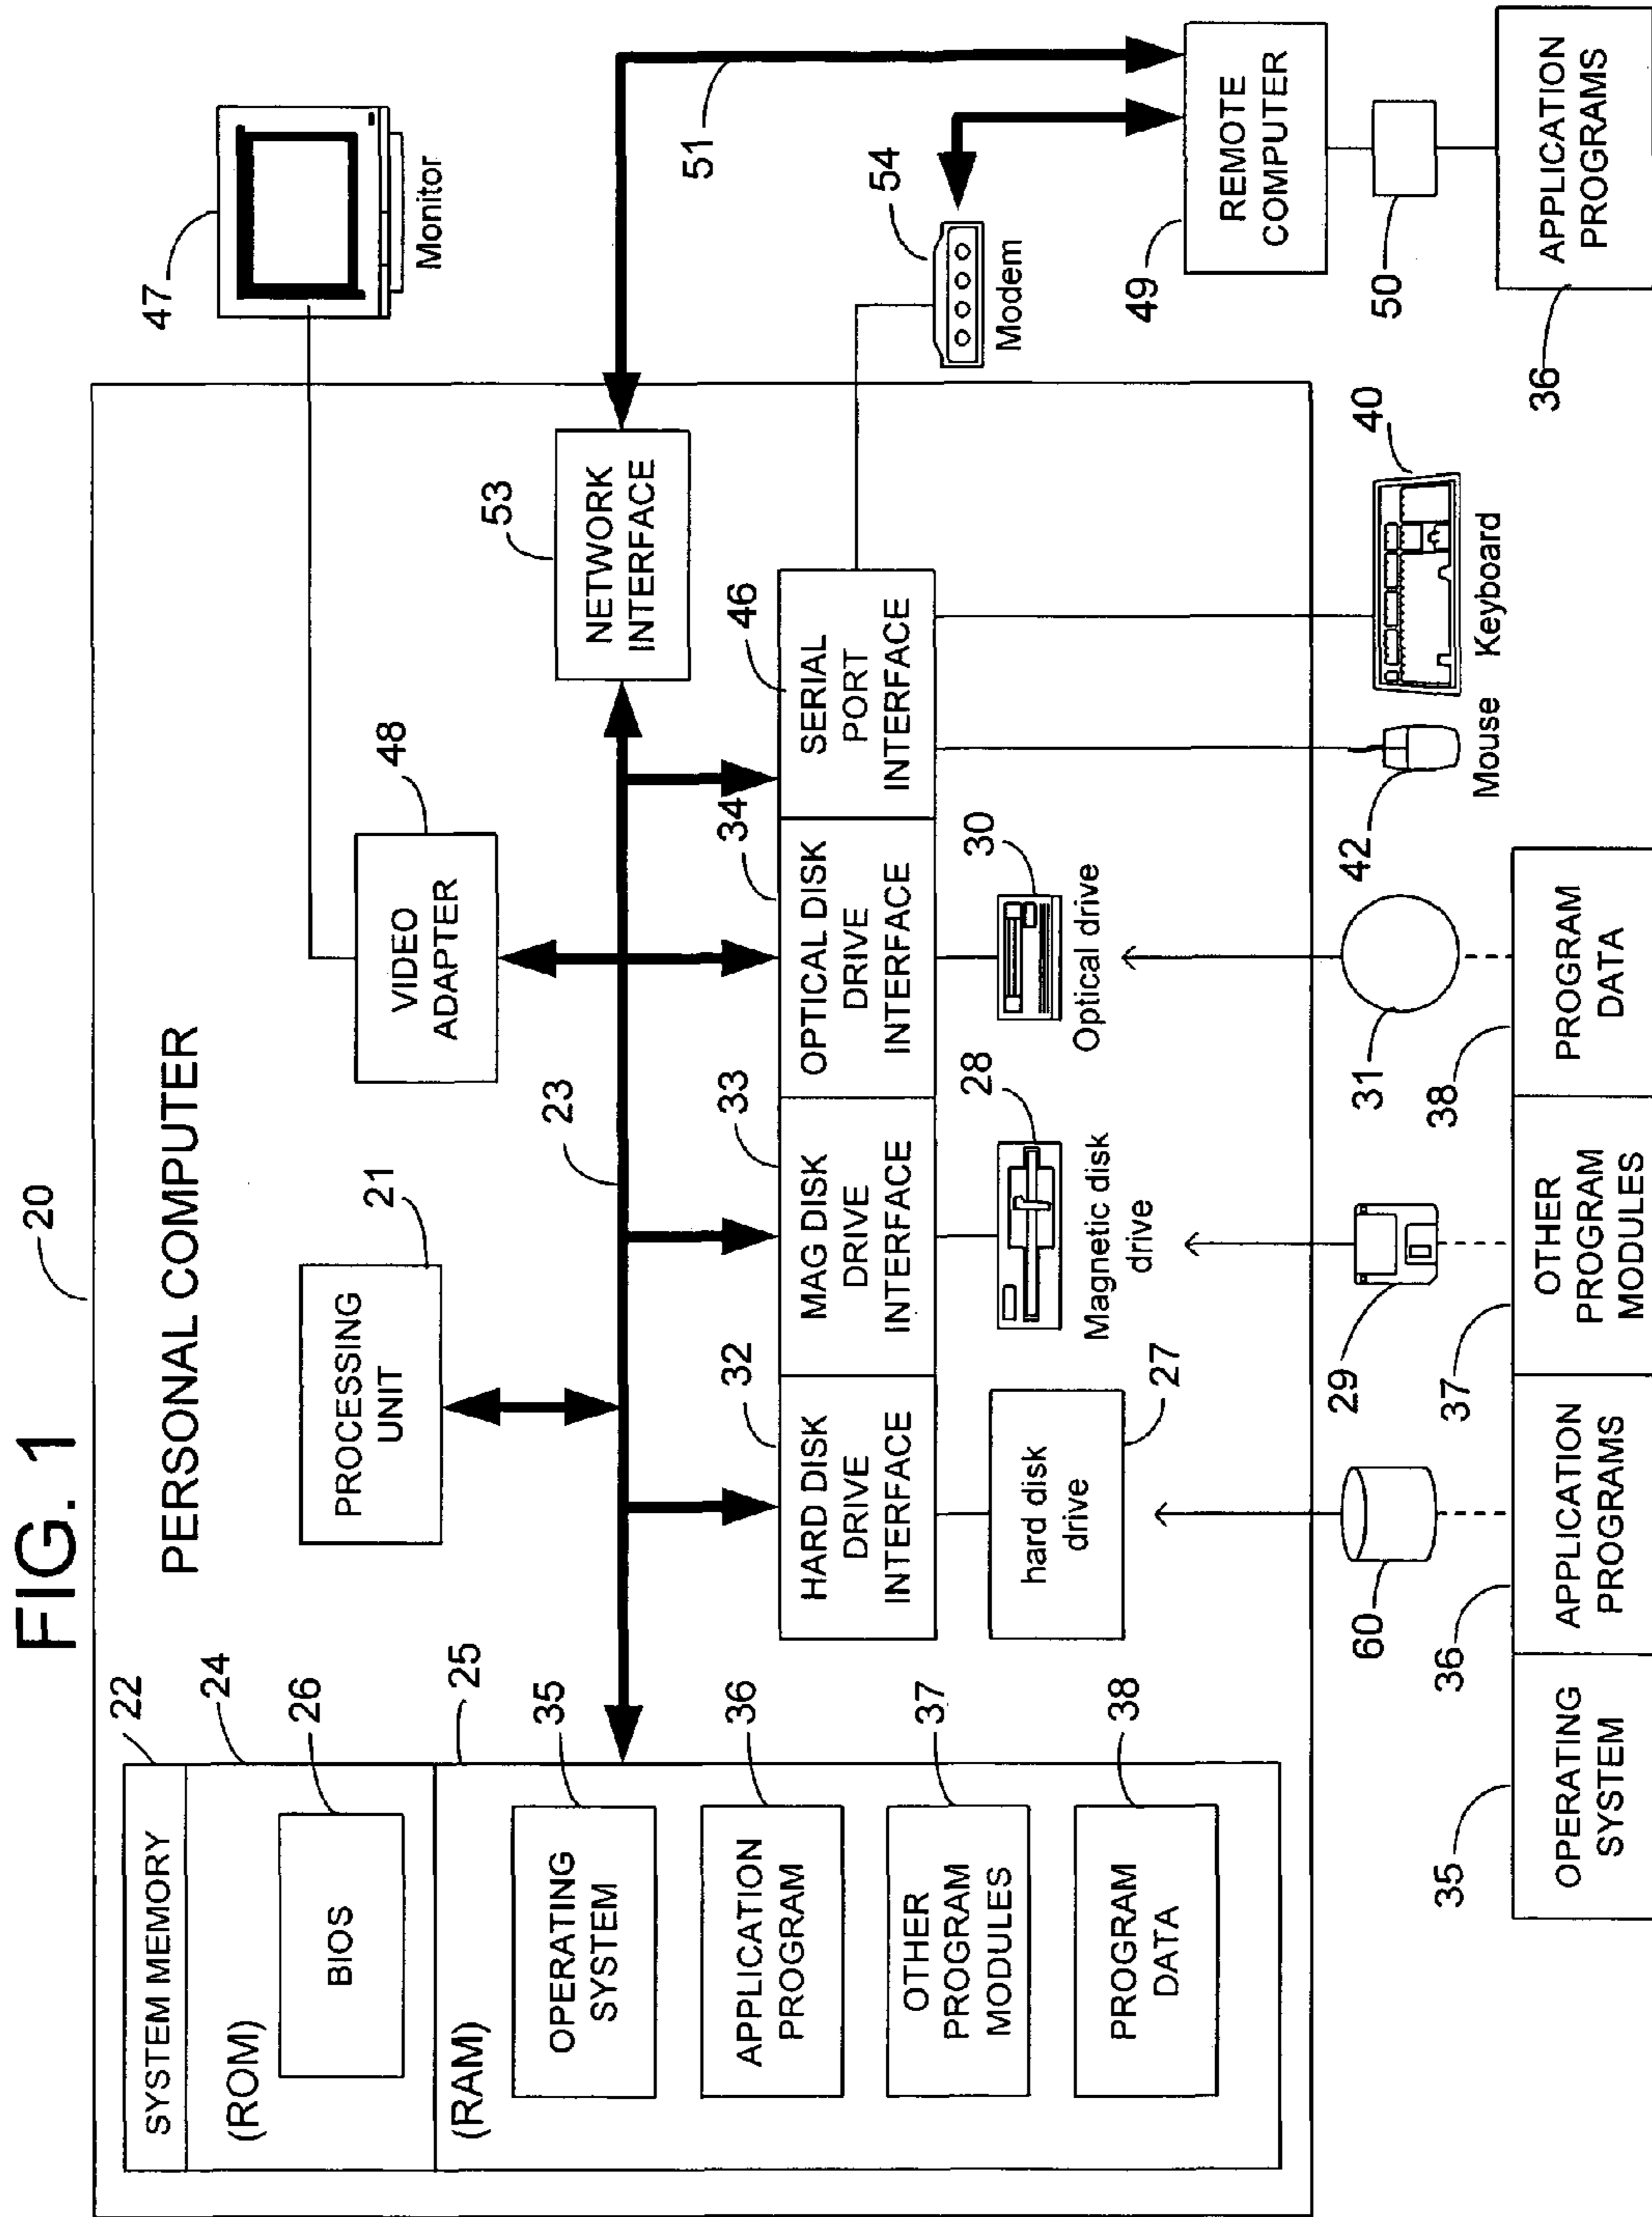 FIG. 1
20
PERSONAL COMPUTER
22
SYSTEM MEMORY
24
(ROM)
26
BIOS
25
(RAM)
35
OPERATING
SYSTEM
36
APPLICATION
PROGRAM
37
OTHER
PROGRAM
MODULES
38
PROGRAM
DATA
21
PROCESSING
UNIT
23
48
VIDEO
ADAPTER
47
Monitor
53
NETWORK
INTERFACE
51
32
HARD DISK
DRIVE
INTERFACE
33
MAG DISK
DRIVE
INTERFACE
34
OPTICAL DISK
DRIVE
INTERFACE
46
SERIAL
PORT
INTERFACE
54
Modem
27
hard disk
drive
28
Magnetic disk
drive
30
Optical drive
49
REMOTE
COMPUTER
50
36
APPLICATION
PROGRAMS
60
29
31
42
Mouse
40
Keyboard
35
OPERATING
SYSTEM
36
APPLICATION
PROGRAMS
37
OTHER
PROGRAM
MODULES
38
PROGRAM
DATA